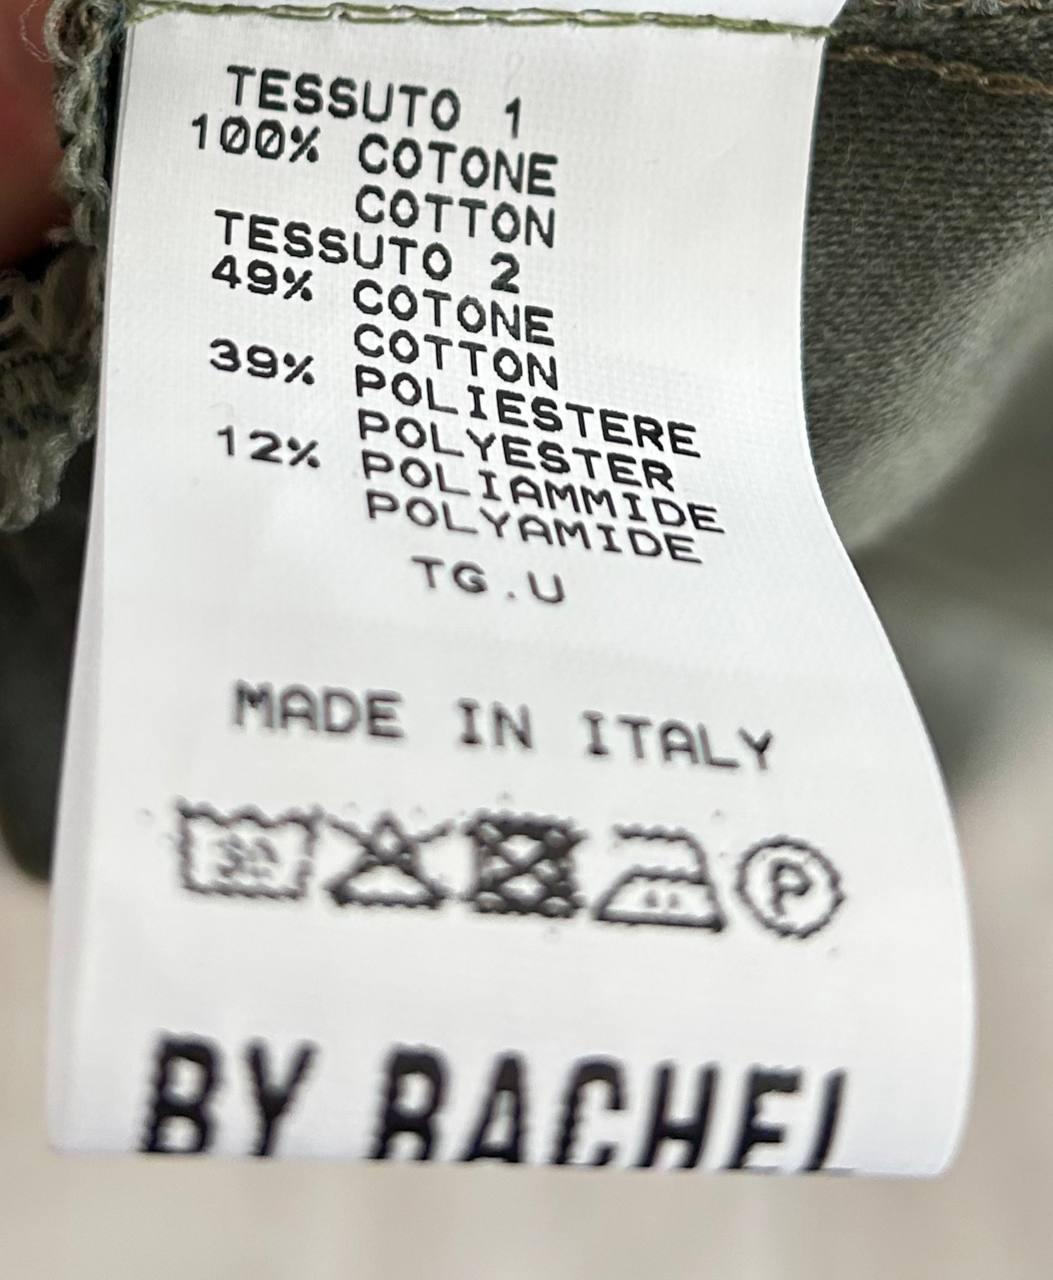 TESSUTO 1
100% COTONE
COTTON
TESSUTO 2
49% COTONE
COTTON
39% POLIESTERE
POLYESTER
12% POLIAMMIDE
POLYAMIDE
TG.U
MADE IN ITALY
30
P
BY RACHEL